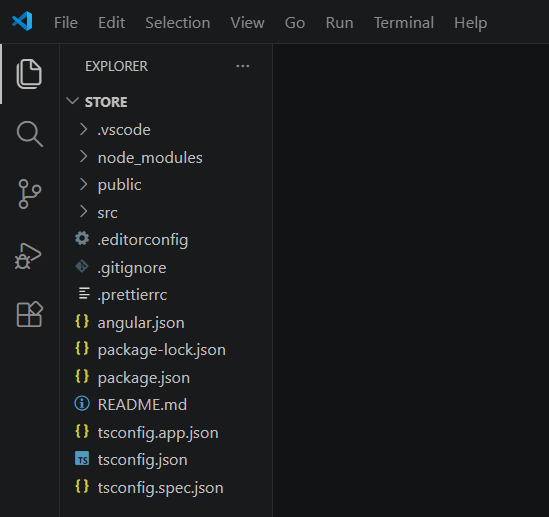 File Edit Selection View Go Run Terminal Help
EXPLORER ...
STORE
.vscode
node_modules
public
src
.editorconfig
.gitignore
.prettierrc
{} angular.json
{} package-lock.json
{} package.json
README.md
{} tsconfig.app.json
TS tsconfig.json
{} tsconfig.spec.json